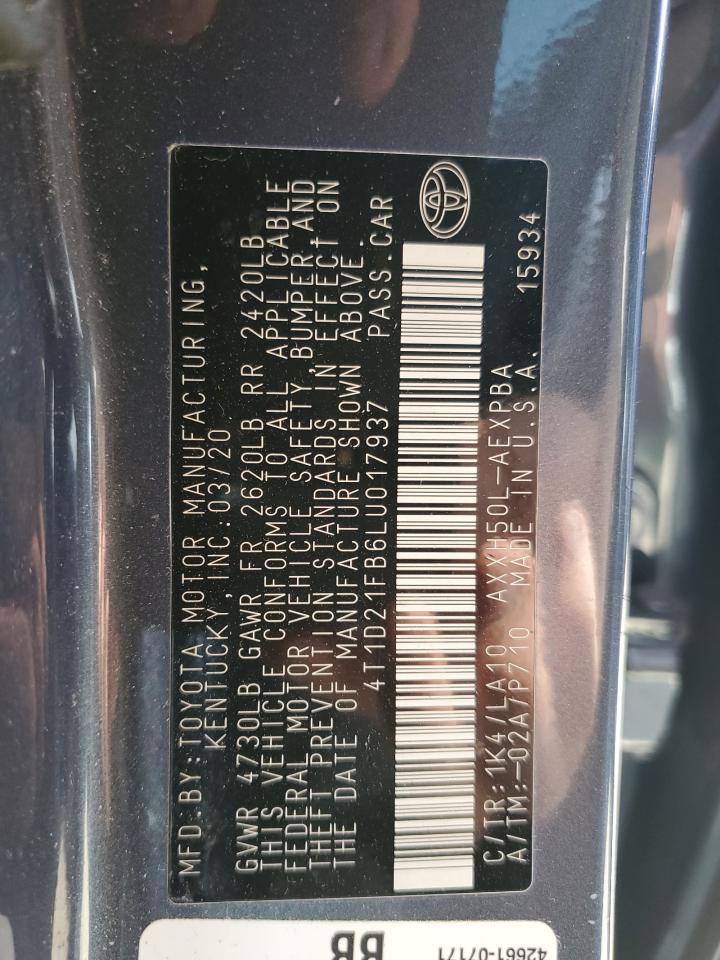 MFD.BY:TOYOTA MOTOR MANUFACTURING,
KENTUCKY,INC.03/20
GVWR 4730LB GAWR FR 2620LB RR 2420LB
THIS VEHICLE CONFORMS TO ALL APPLICABLE
FEDERAL MOTOR VEHICLE SAFETY,BUMPER AND
THEFT PREVENTION STANDARDS IN EFFECT ON
THE DATE OF MANUFACTURE SHOWN ABOVE.
4T1D21FB6LU017937 PASS.CAR
C/TR:1K4/LA10 AXXH50L-AEXPBA
A/TM:-02A/P710 MADE IN U.S.A. 15934
42661-07171
BB